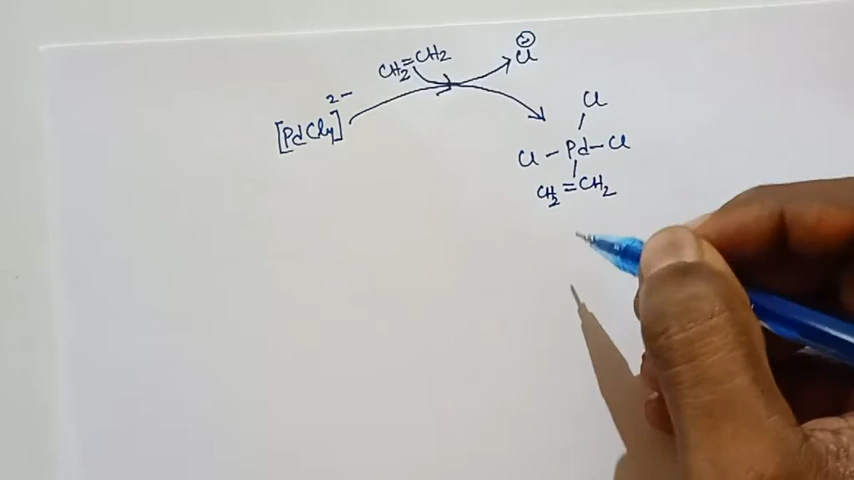 CH2=CH2
Cl⊖
[PdCl4]2−
Cl
Cl−Pd−Cl
CH2=CH2